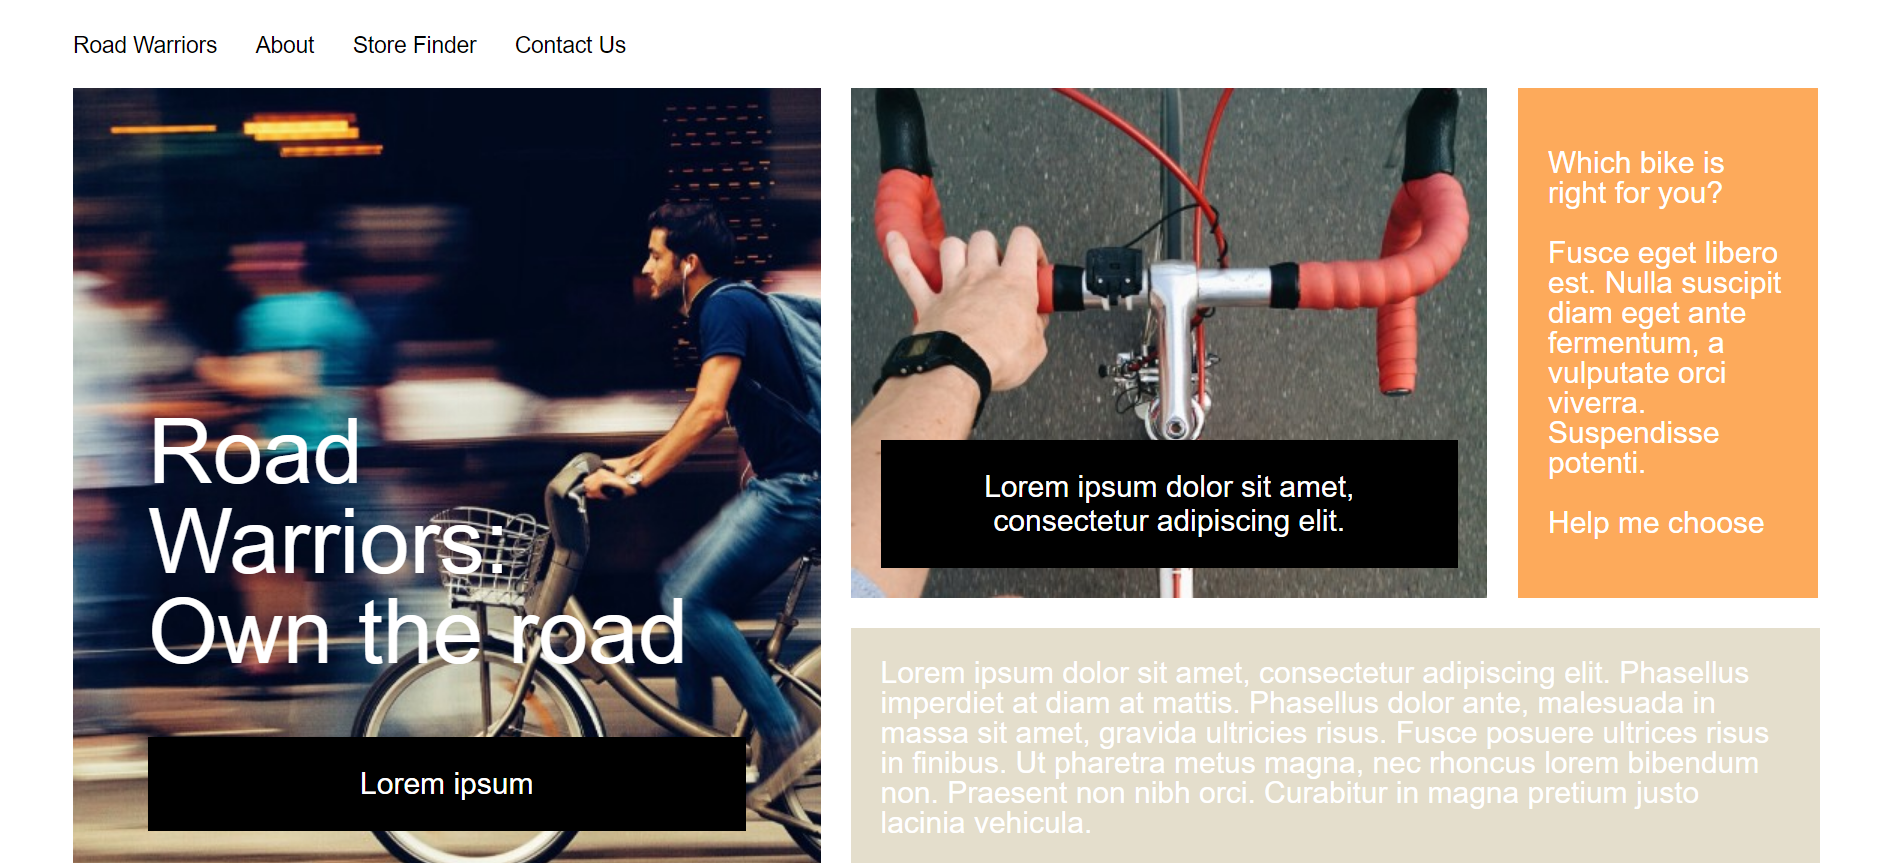 Road Warriors About Store Finder Contact Us
Road
Warriors:
Own the road
Lorem ipsum
Lorem ipsum dolor sit amet,
consectetur adipiscing elit.
Which bike is
right for you?
Fusce eget libero
est. Nulla suscipit
diam eget ante
fermentum, a
vulputate orci
viverra.
Suspendisse
potenti.
Help me choose
Lorem ipsum dolor sit amet, consectetur adipiscing elit. Phasellus
imperdiet at diam at mattis. Phasellus dolor ante, malesuada in
massa sit amet, gravida ultricies risus. Fusce posuere ultrices risus
in finibus. Ut pharetra metus magna, nec rhoncus lorem bibendum
non. Praesent non nibh orci. Curabitur in magna pretium justo
lacinia vehicula.